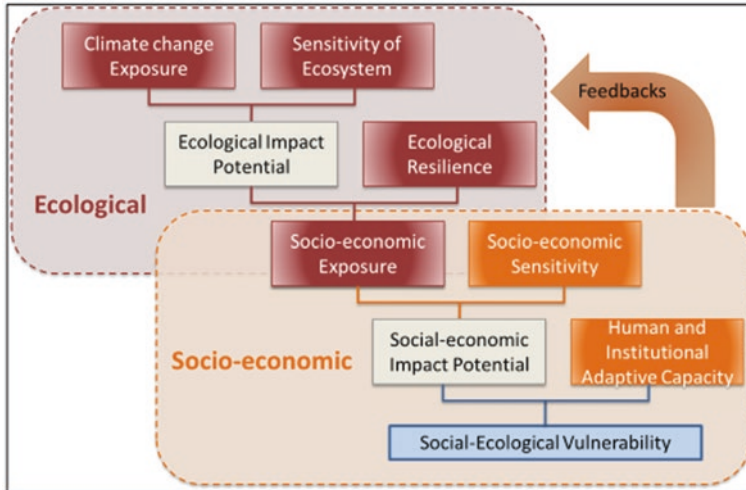 Climate change
Exposure
Sensitivity of
Ecosystem
Feedbacks
Ecological Impact
Potential
Ecological
Resilience
Ecological
Socio-economic
Exposure
Socio-economic
Sensitivity
Socio-economic
Social-economic
Impact Potential
Human and
Institutional
Adaptive Capacity
Social-Ecological Vulnerability